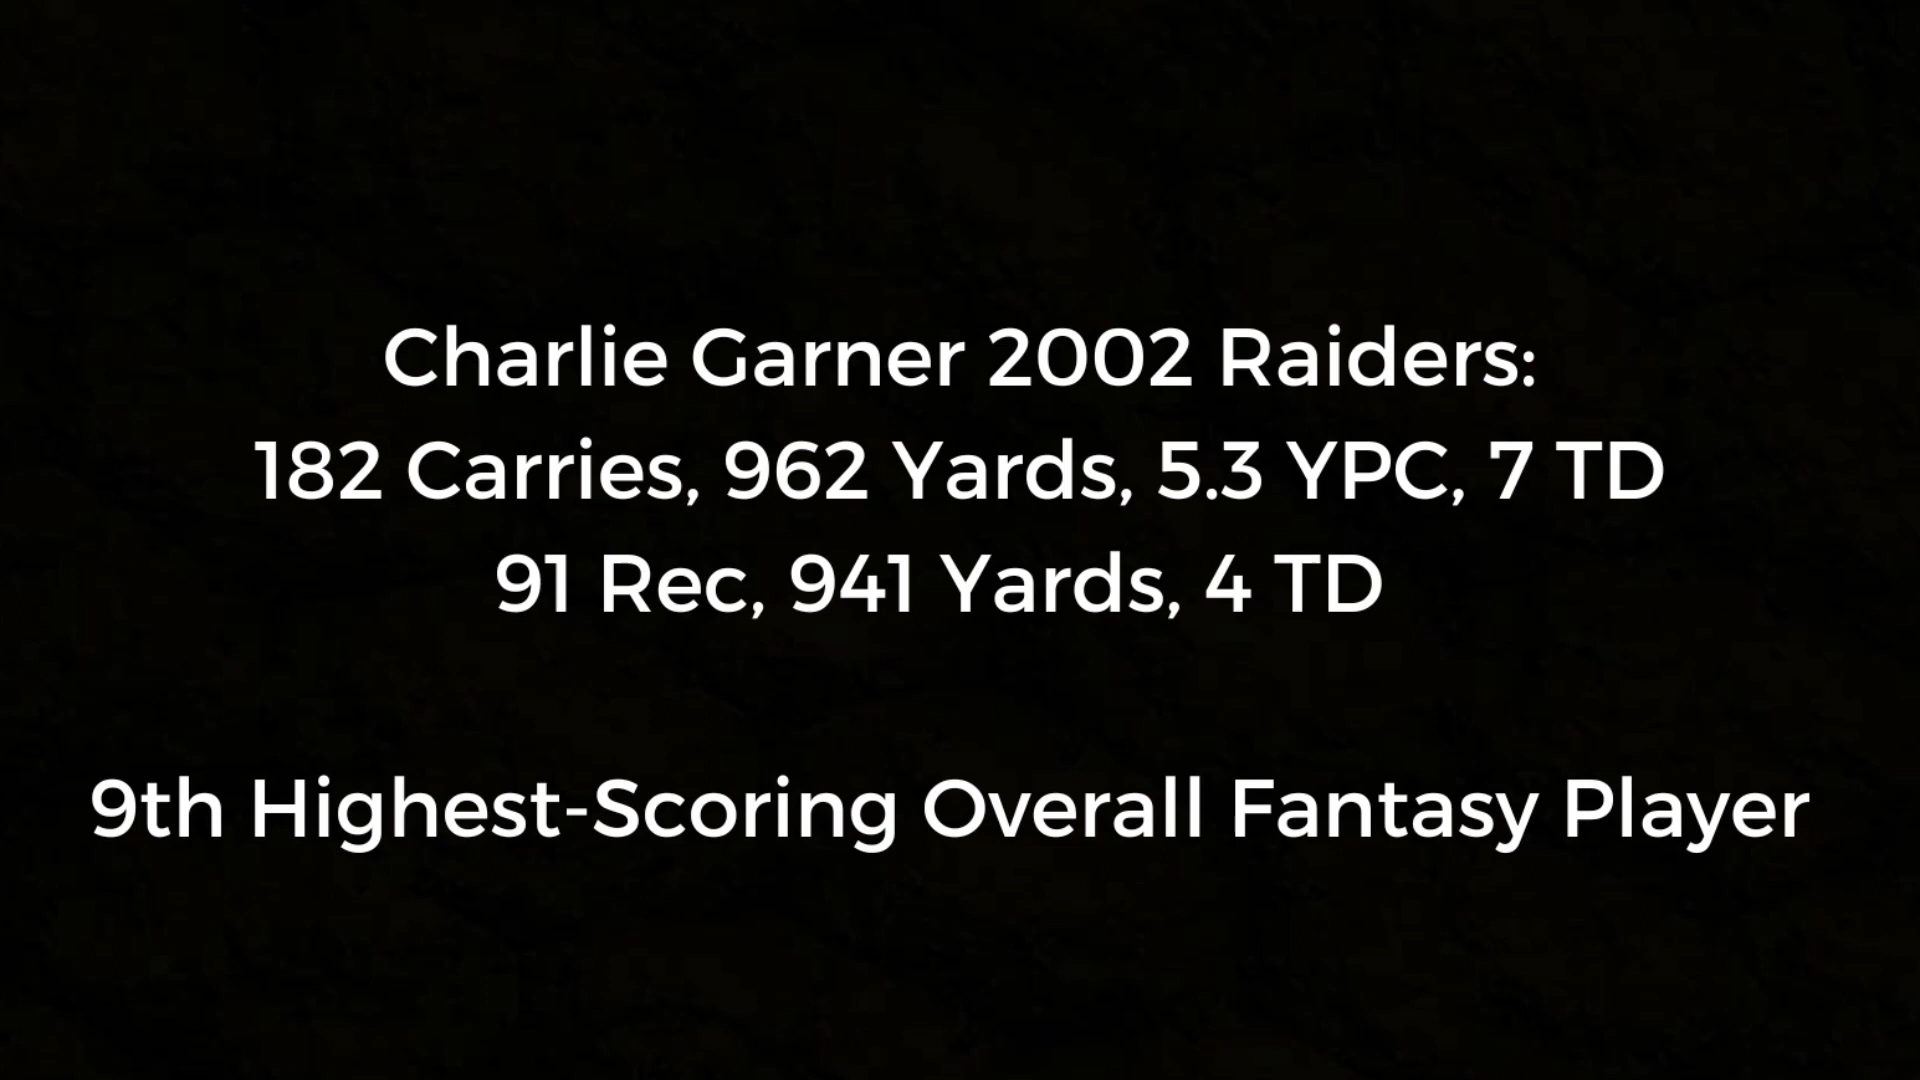 Charlie Garner 2002 Raiders:
182 Carries, 962 Yards, 5.3 YPC, 7 TD
91 Rec, 941 Yards, 4 TD
9th Highest-Scoring Overall Fantasy Player